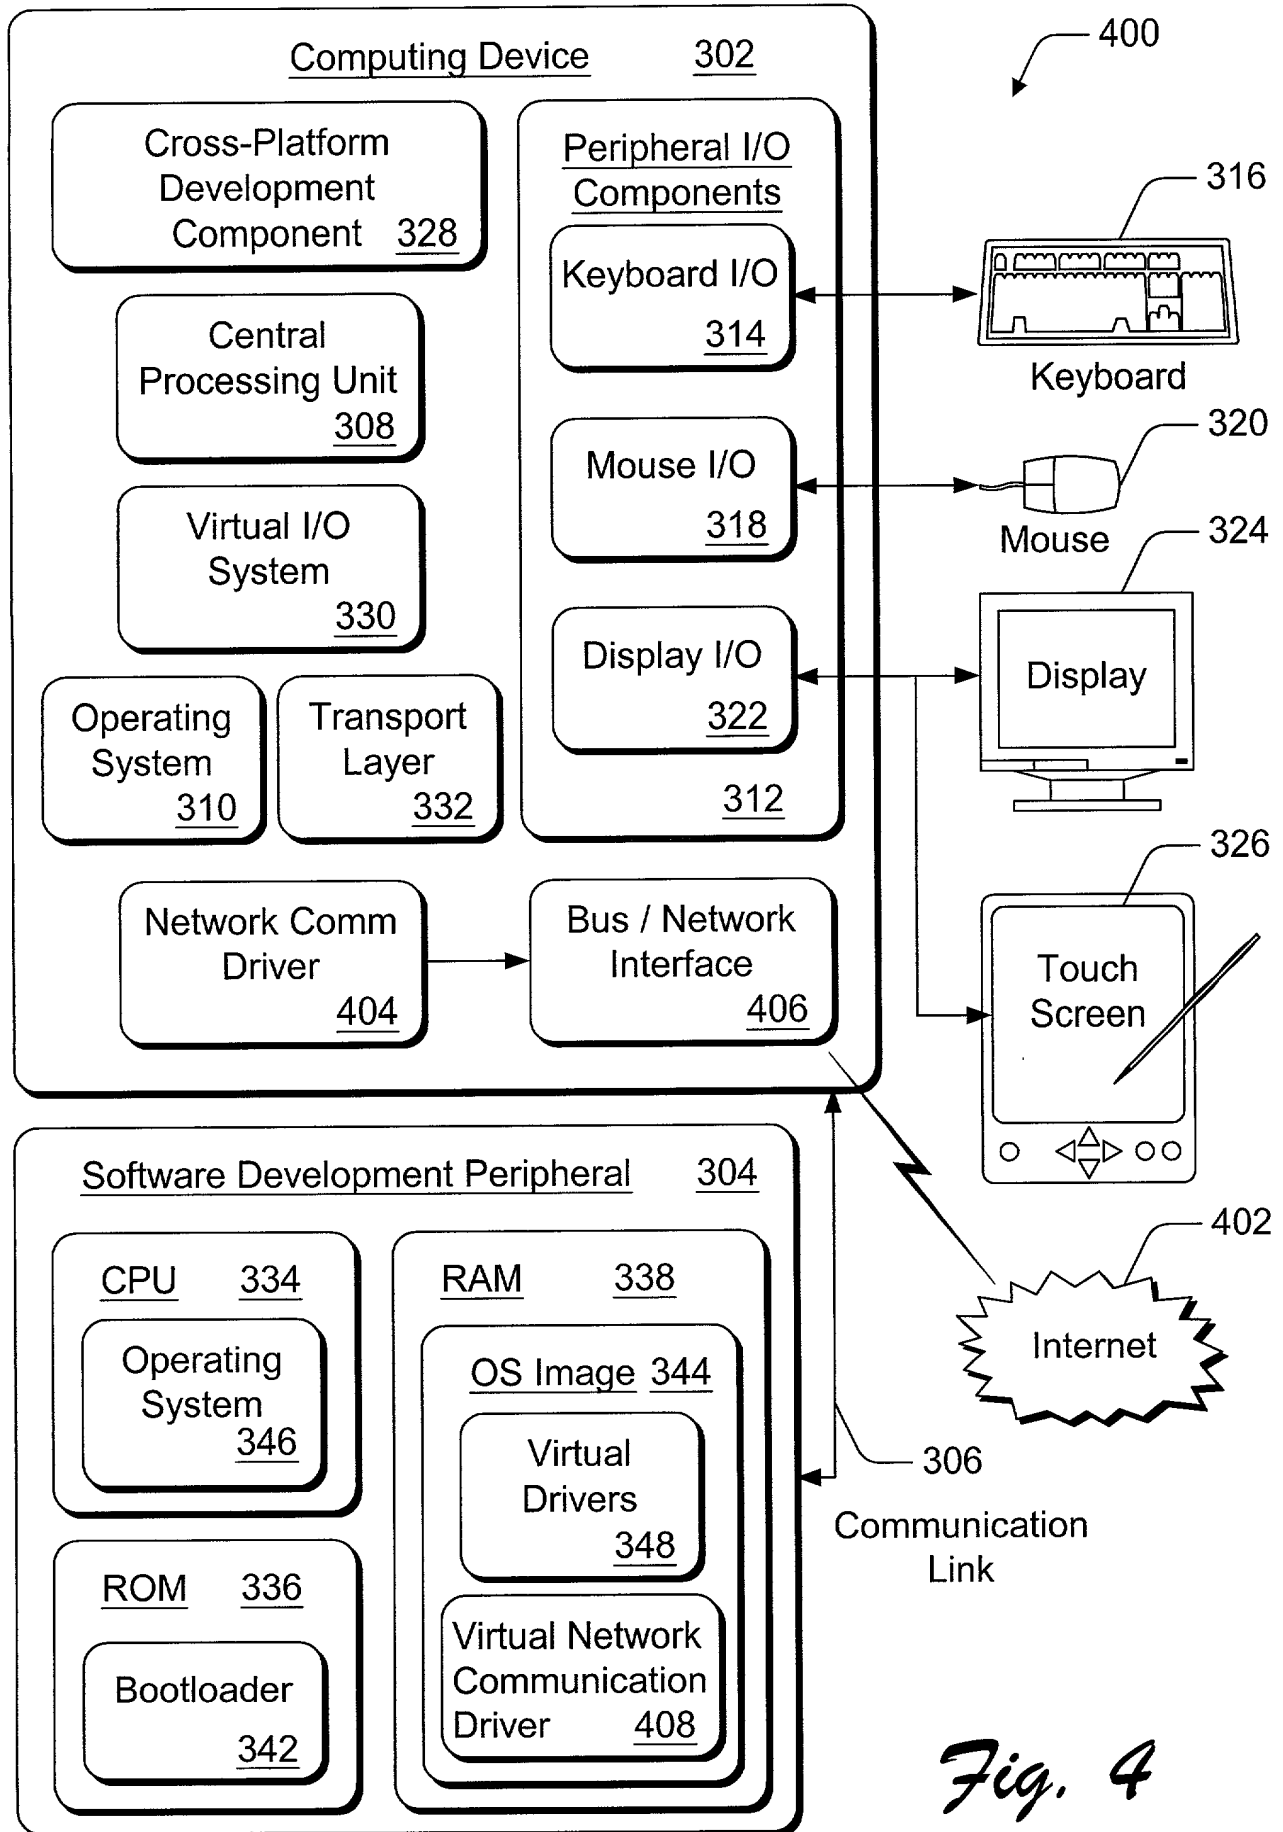 Computing Device 302
400
Cross-Platform
Development
Component 328
Central
Processing Unit
308
Virtual I/O
System
330
Operating
System
310
Transport
Layer
332
Peripheral I/O
Components
Keyboard I/O
314
Mouse I/O
318
Display I/O
322
312
Network Comm
Driver
404
Bus / Network
Interface
406
316
Keyboard
320
Mouse
324
Display
326
Touch
Screen
402
Internet
306
Communication
Link
Software Development Peripheral 304
CPU 334
Operating
System
346
ROM 336
Bootloader
342
RAM 338
OS Image 344
Virtual
Drivers
348
Virtual Network
Communication
Driver 408
Fig. 4